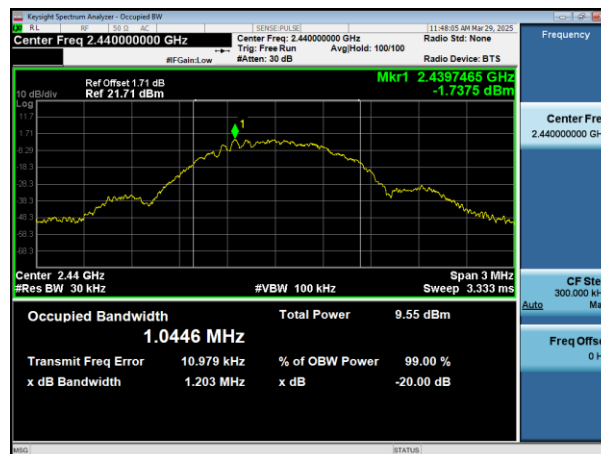 Keysight Spectrum Analyzer - Occupied BW
RL RF 50 Ω AC SENSE:PULSE 11:48:05 AM Mar 29, 2025
Center Freq 2.440000000 GHz
Center Freq: 2.440000000 GHz Radio Std: None
Trig: Free Run Avg|Hold: 100/100
#IFGain:Low #Atten: 30 dB Radio Device: BTS
Ref Offset 1.71 dB Mkr1 2.4397465 GHz
10 dB/div Ref 21.71 dBm -1.7375 dBm
Log
11.7
1.71
1
-8.29
-18.3
-28.3
-38.3
-48.3
-58.3
-68.3
Center 2.44 GHz Span 3 MHz
#Res BW 30 kHz #VBW 100 kHz Sweep 3.333 ms
Occupied Bandwidth Total Power 9.55 dBm
1.0446 MHz
Transmit Freq Error 10.979 kHz % of OBW Power 99.00 %
x dB Bandwidth 1.203 MHz x dB -20.00 dB
MSG STATUS
Frequency
Center Fre
2.440000000 GH
CF Ste
300.000 kH
Auto Ma
Freq Offs
0 H